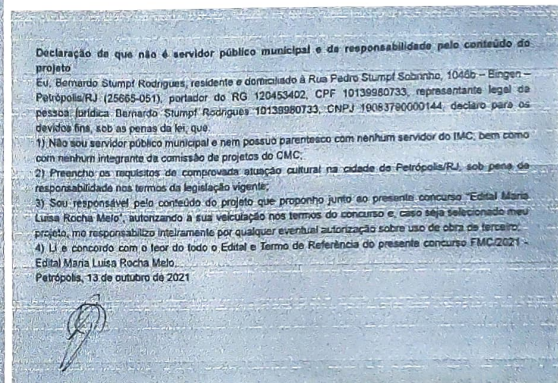 Declaração de que não é servidor público municipal e de responsabilidade pelo conteúdo do
projeto
Eu, Bernardo Stumpf Rodrigues, residente e domiciliado à Rua Pedro Stumpf Sobrinho, 1046b – Bingen –
Petrópolis/RJ (25665-051), portador do RG 120453402, CPF 10139980733, representante legal da
pessoa jurídica Bernardo Stumpf Rodrigues 10139980733, CNPJ 19063790000144, declaro para os
devidos fins, sob as penas da lei, que:
1) Não sou servidor público municipal e nem possuo parentesco com nenhum servidor do IMC, bem como
com nenhum integrante da comissão de projetos do CMC;
2) Preencho os requisitos de comprovada atuação cultural na cidade de Petrópolis/RJ, sob pena de
responsabilidade nos termos da legislação vigente;
3) Sou responsável pelo conteúdo do projeto que proponho junto ao presente concurso "Edital Maria
Luisa Rocha Melo", autorizando a sua veiculação nos termos do concurso e, caso seja selecionado meu
projeto, me responsabilizo inteiramente por qualquer eventual autorização sobre uso de obra de terceiro;
4) Li e concordo com o teor do todo o Edital e Termo de Referência do presente concurso FMC/2021 -
Edital Maria Luisa Rocha Melo.
Petrópolis, 13 de outubro de 2021